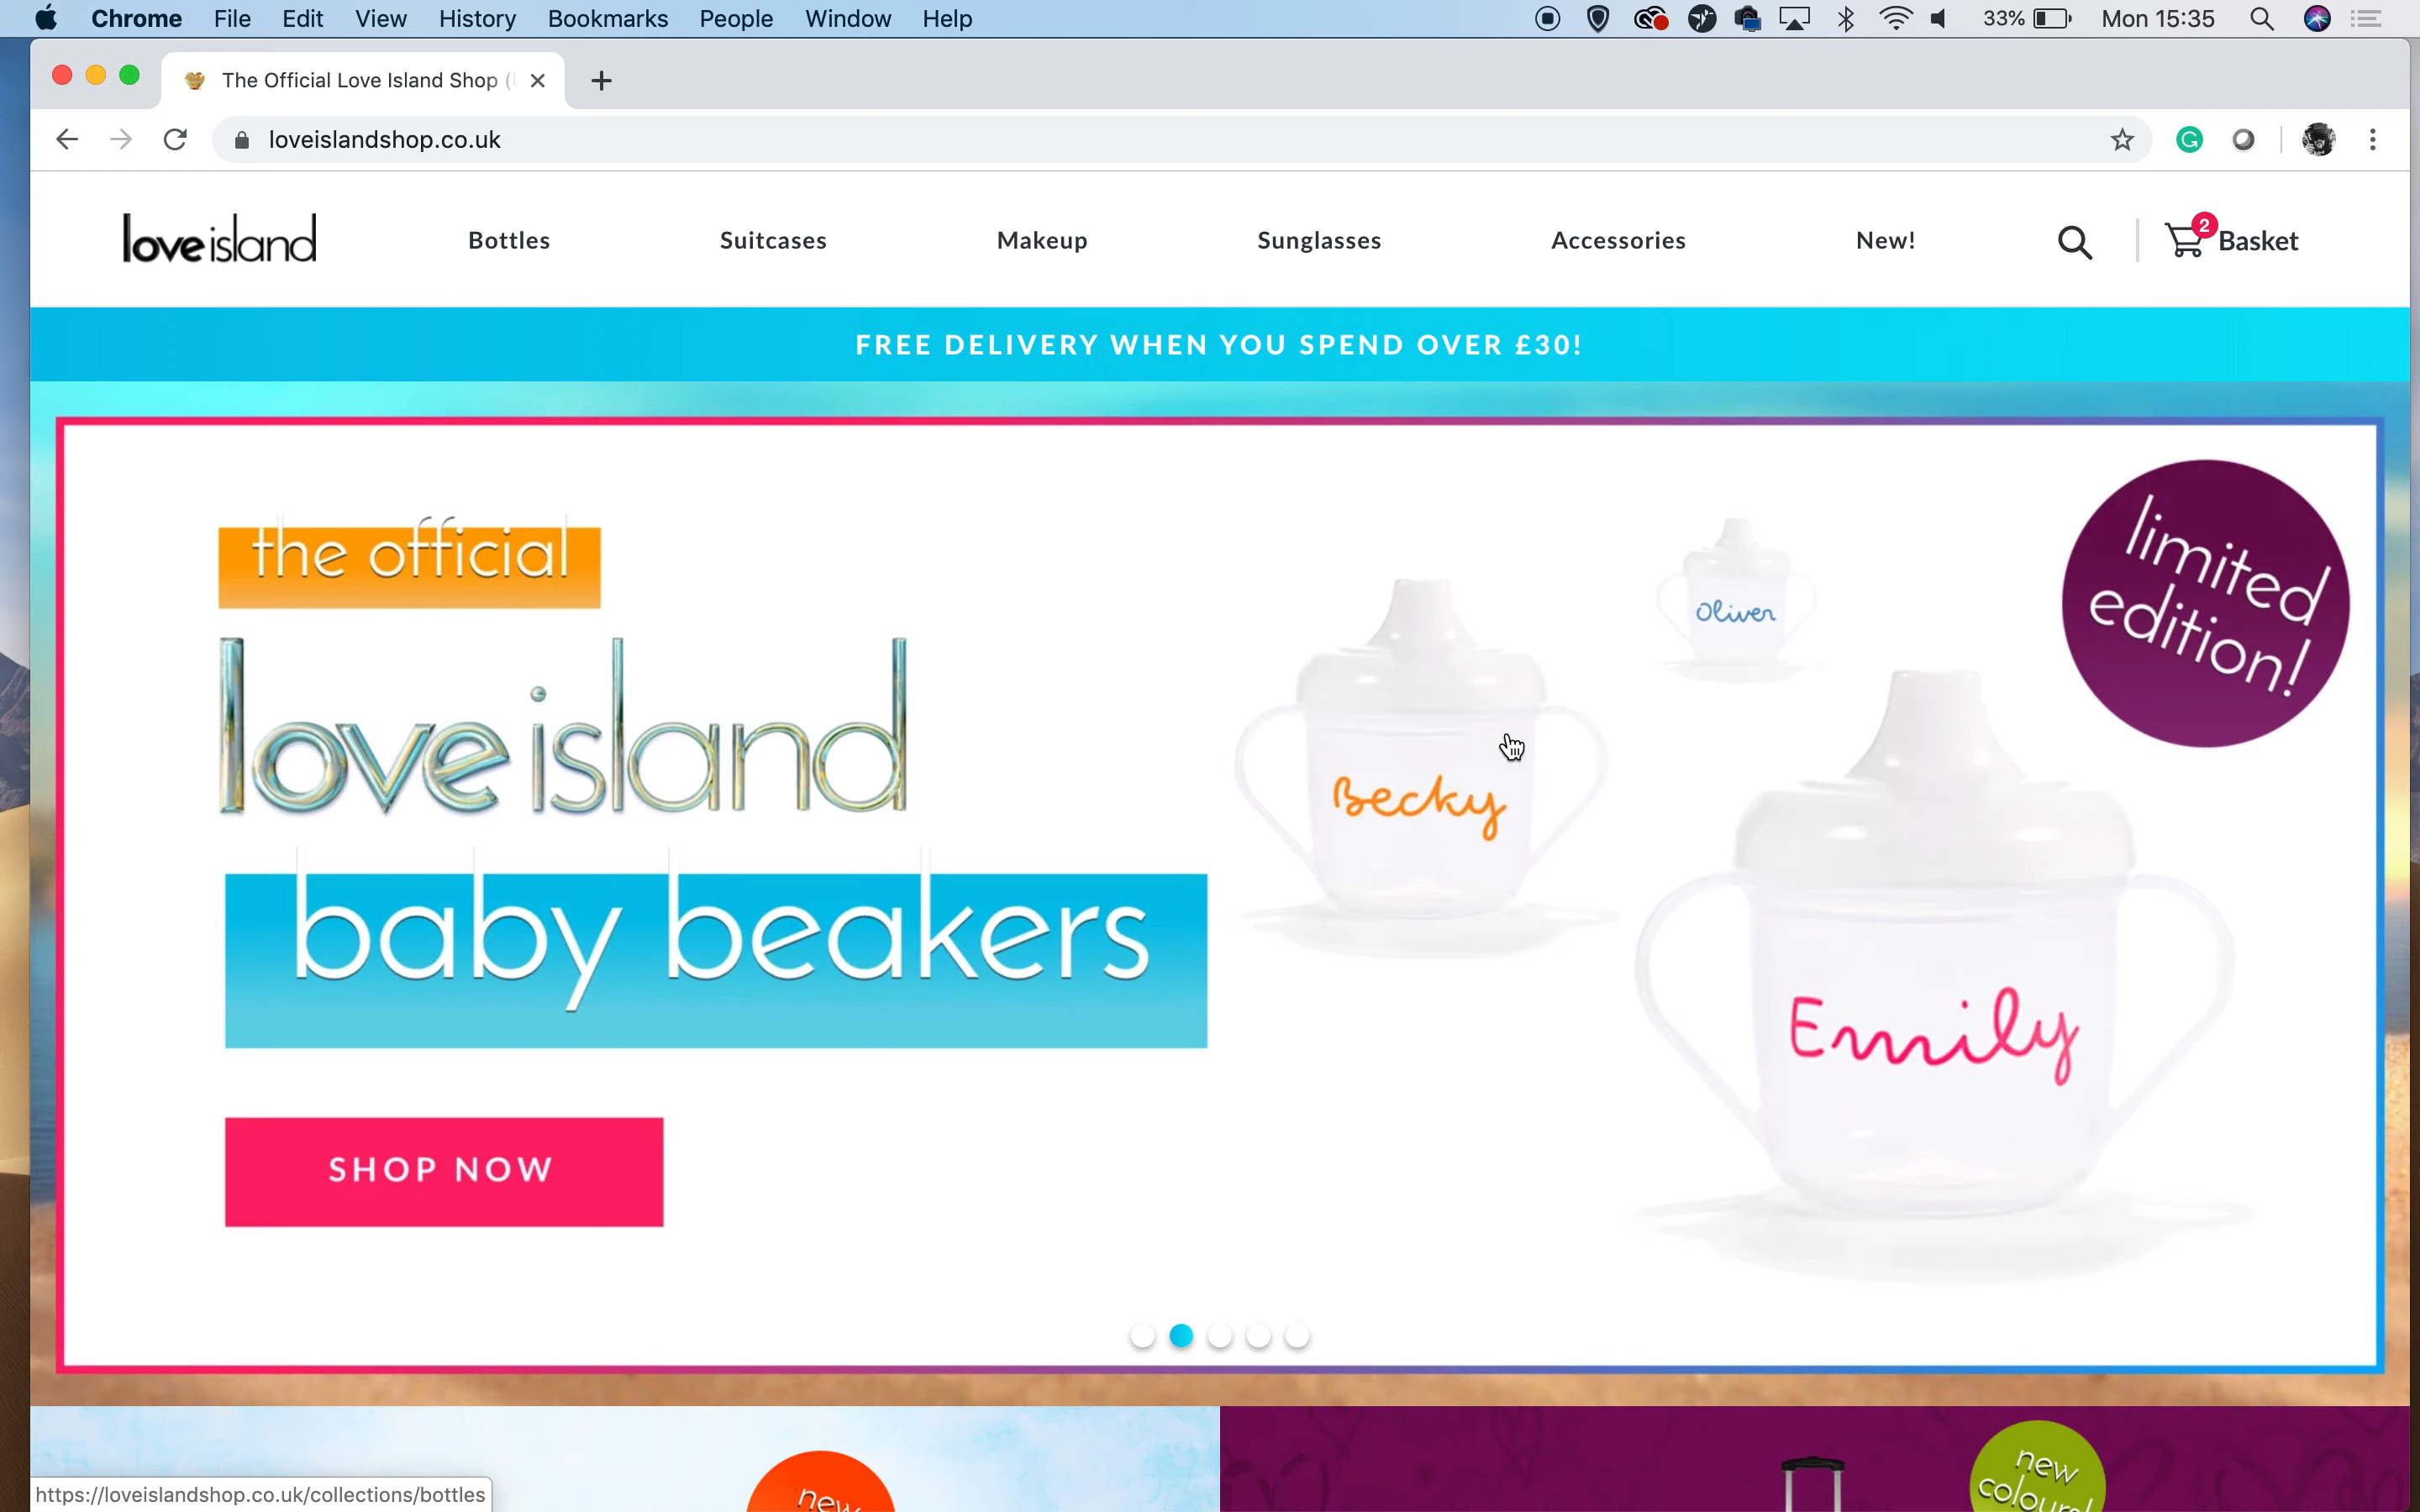 Chrome File Edit View History Bookmarks People Window Help 33% Mon 15:35
The Official Love Island Shop (
loveislandshop.co.uk
love island Bottles Suitcases Makeup Sunglasses Accessories New! 2 Basket
FREE DELIVERY WHEN YOU SPEND OVER £30!
the official
love island
baby beakers
SHOP NOW
Oliver
Becky
Emily
limited
edition!
new
new
colours!
https://loveislandshop.co.uk/collections/bottles